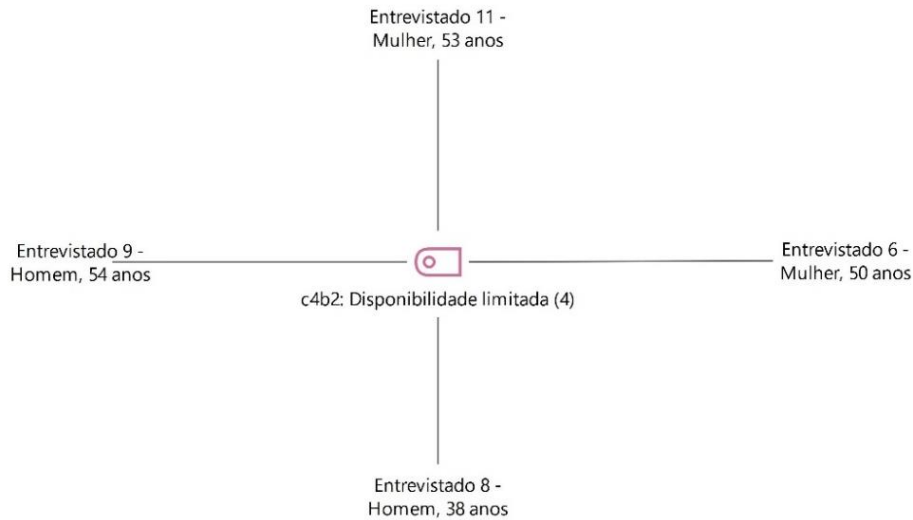 Entrevistado 11 -
Mulher, 53 anos
Entrevistado 9 -
Homem, 54 anos
Entrevistado 6 -
Mulher, 50 anos
c4b2: Disponibilidade limitada (4)
Entrevistado 8 -
Homem, 38 anos